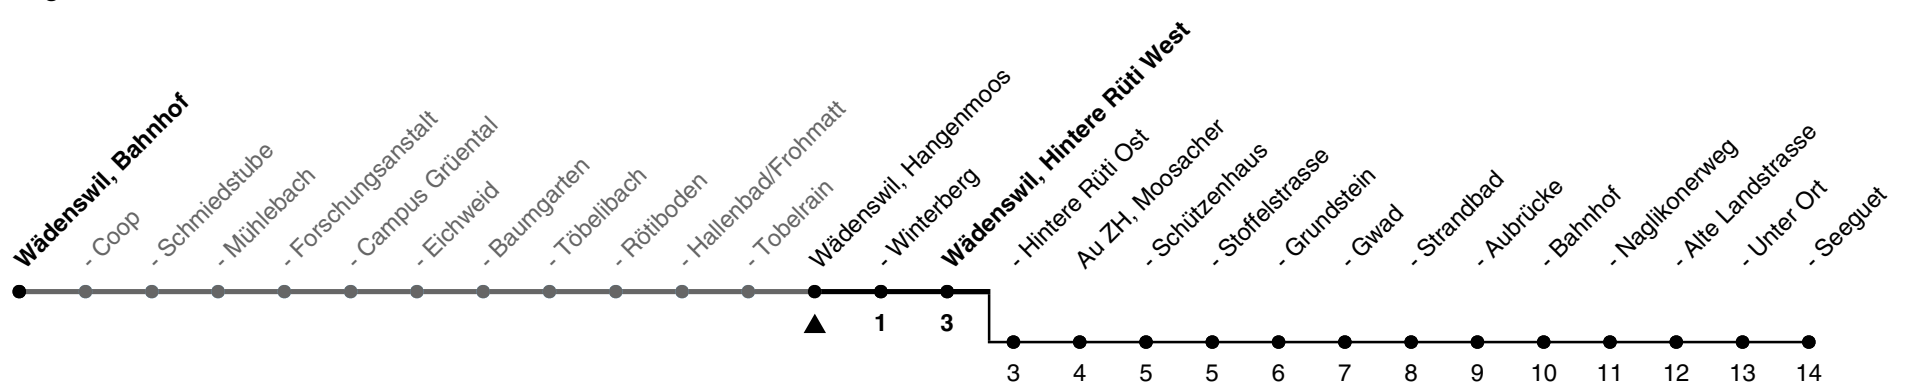 Wädenswil, Bahnhof
- Coop
- Schmiedstube
- Mühlebach
- Forschungsanstalt
- Campus Grüental
- Eichweid
- Baumgarten
- Töbelibach
- Rötiboden
- Hallenbad/Frohmatt
- Tobelrain
Wädenswil, Hangenmoos
- Winterberg
Wädenswil, Hintere Rüti West
- Hintere Rüti Ost
Au ZH, Moosacher
- Schützenhaus
- Stoffelstrasse
- Grundstein
- Gwad
- Strandbad
- Aubrücke
- Bahnhof
- Naglikonerweg
- Alte Landstrasse
- Unter Ort
- Seeguet
1 3
3 4 5 5 6 7 8 9 10 11 12 13 14